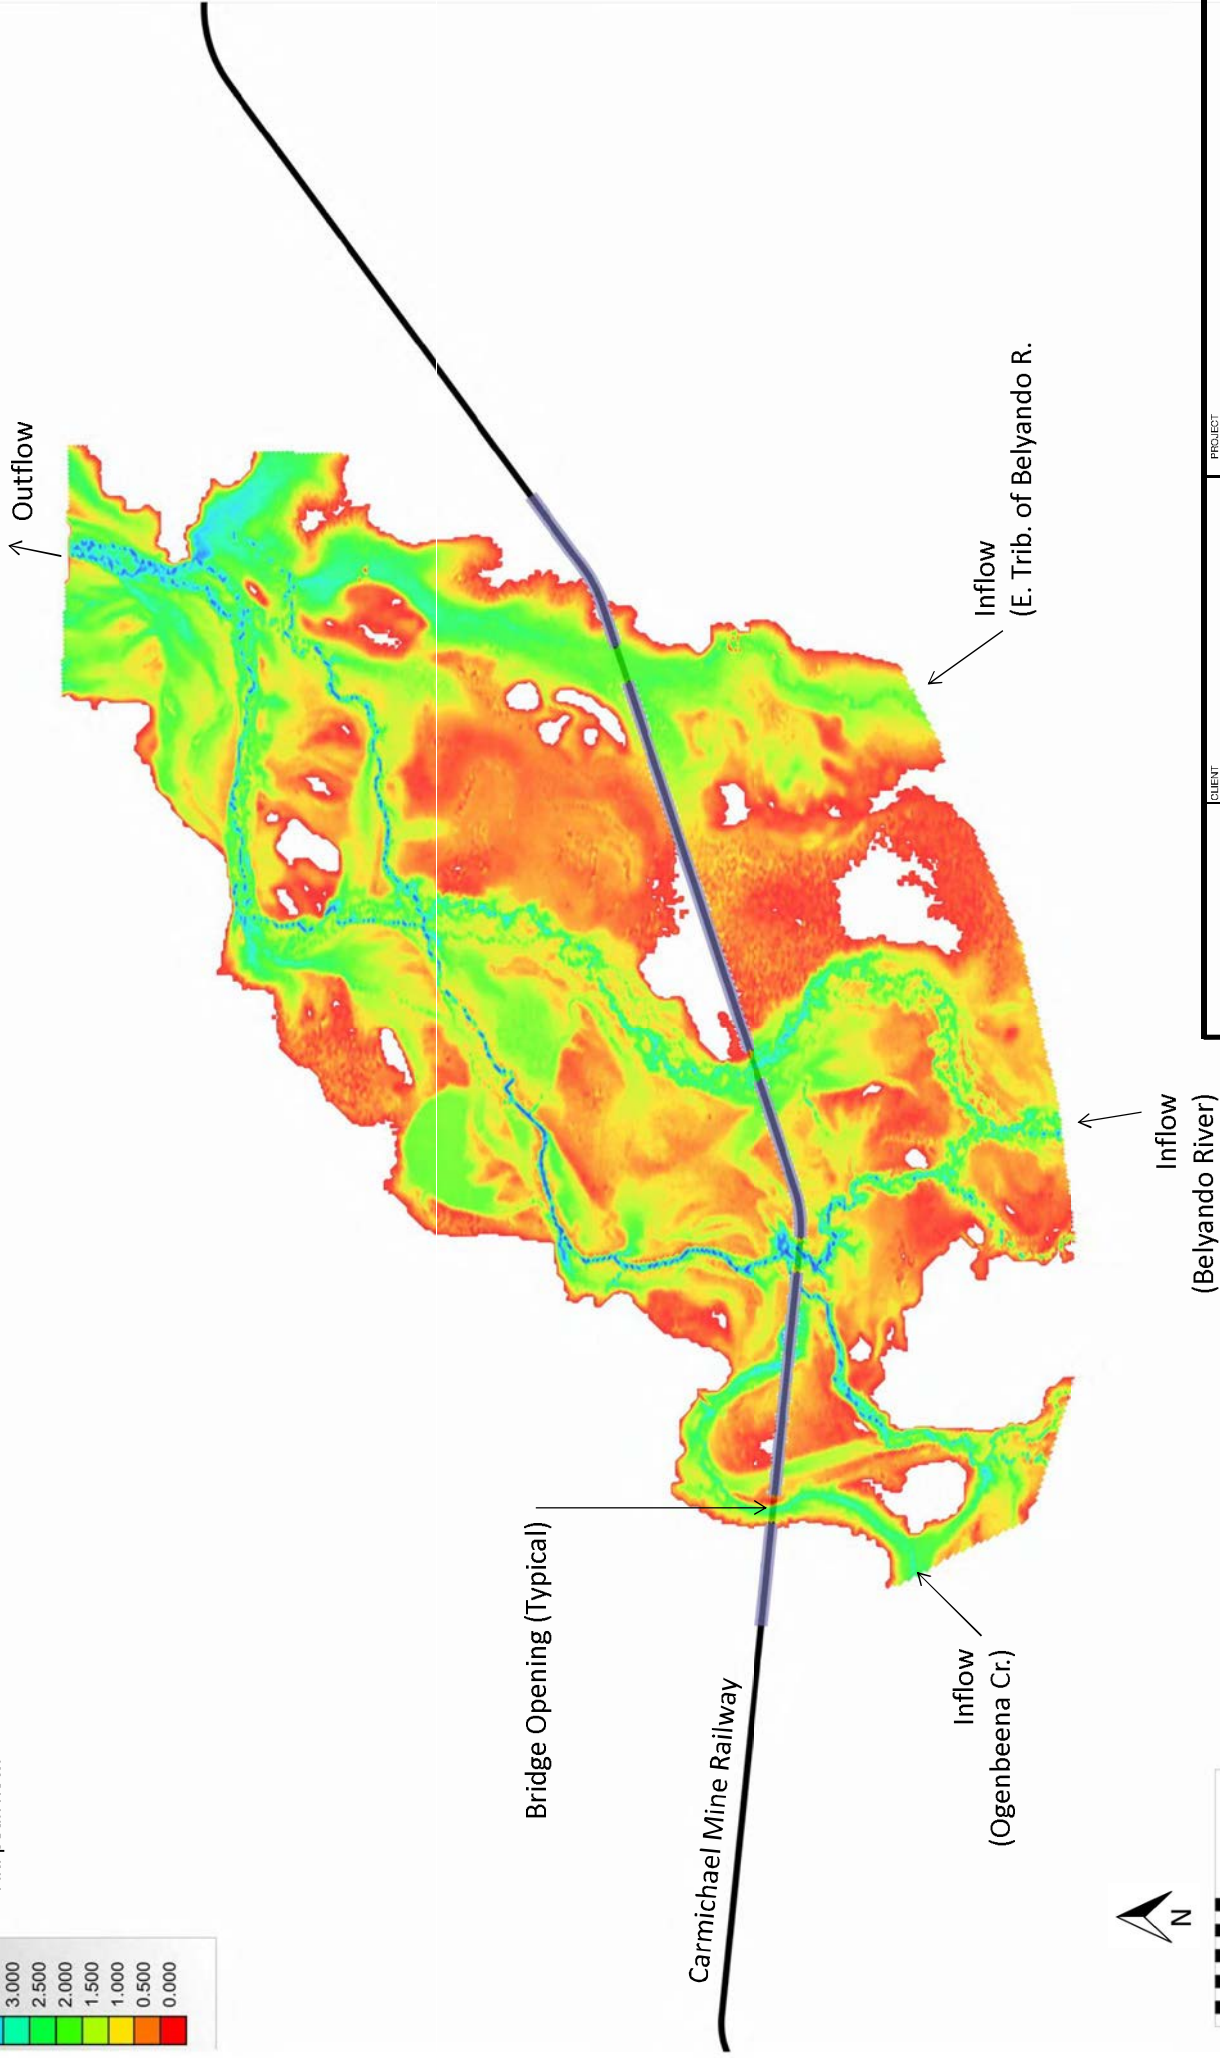 3.000
2.500
2.000
1.500
1.000
0.500
0.000
Outflow
Bridge Opening (Typical)
Carmichael Mine Railway
Inflow
(Ogenbeena Cr.)
Inflow
(Belyando River)
Inflow
(E. Trib. of Belyando R.
N
CLIENT
PROJECT